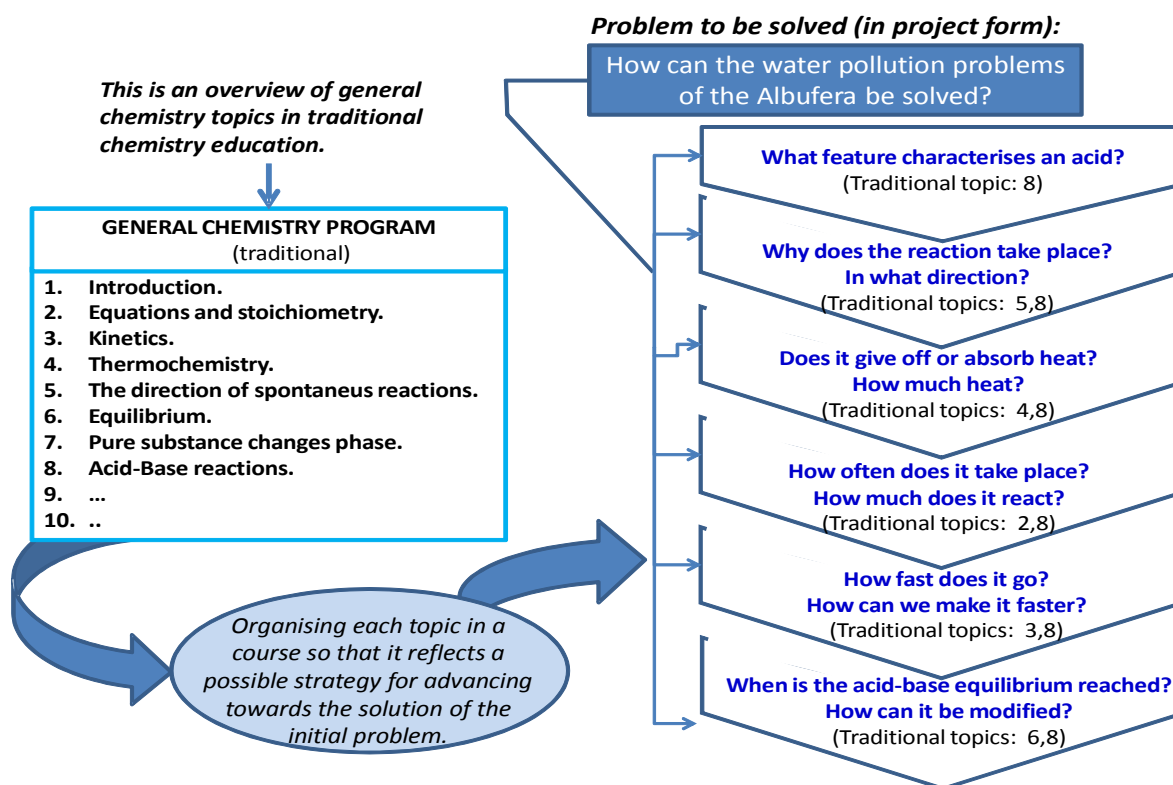 Problem to be solved (in project form):
How can the water pollution problems
of the Albufera be solved?
This is an overview of general
chemistry topics in traditional
chemistry education.
GENERAL CHEMISTRY PROGRAM
(traditional)
1. Introduction.
2. Equations and stoichiometry.
3. Kinetics.
4. Thermochemistry.
5. The direction of spontaneus reactions.
6. Equilibrium.
7. Pure substance changes phase.
8. Acid-Base reactions.
9. ...
10. ..
Organising each topic in a
course so that it reflects a
possible strategy for advancing
towards the solution of the
initial problem.
What feature characterises an acid?
(Traditional topic: 8)
Why does the reaction take place?
In what direction?
(Traditional topics: 5,8)
Does it give off or absorb heat?
How much heat?
(Traditional topics: 4,8)
How often does it take place?
How much does it react?
(Traditional topics: 2,8)
How fast does it go?
How can we make it faster?
(Traditional topics: 3,8)
When is the acid-base equilibrium reached?
How can it be modified?
(Traditional topics: 6,8)